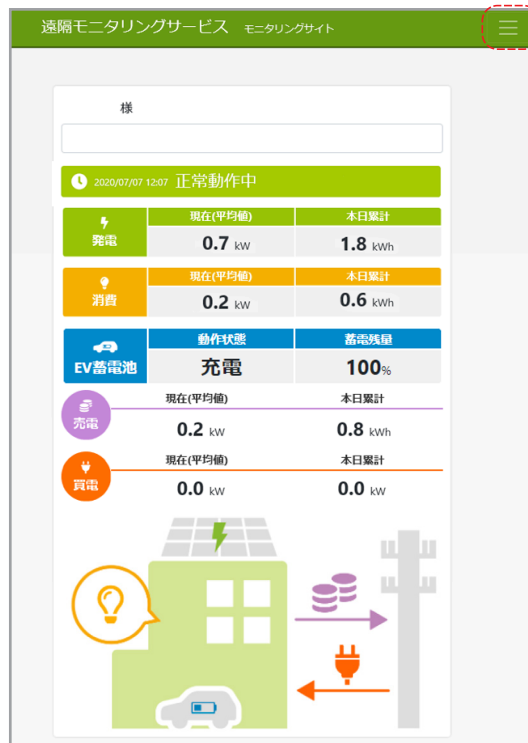 遠隔モニタリングサービス モニタリングサイト
様
2020/07/07 12:07 正常動作中
発電 現在(平均値) 本日累計
0.7 kW 1.8 kWh
消費 現在(平均値) 本日累計
0.2 kW 0.6 kWh
EV蓄電池 動作状態 蓄電残量
充電 100%
売電 現在(平均値) 本日累計
0.2 kW 0.8 kWh
買電 現在(平均値) 本日累計
0.0 kW 0.0 kW